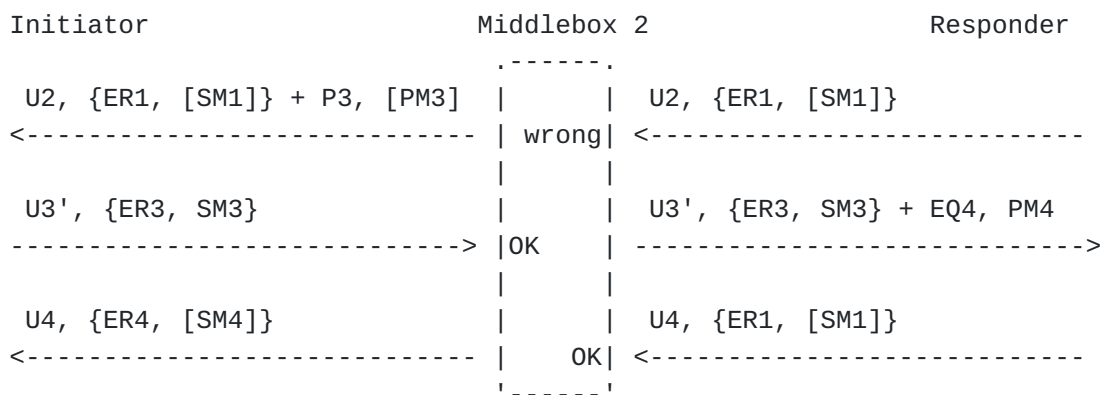 Initiator Middlebox 2 Responder
.------.
U2, {ER1, [SM1]} + P3, [PM3] | | U2, {ER1, [SM1]}
<------------------------------ | wrong| <----------------------------
| |
U3', {ER3, SM3} | | U3', {ER3, SM3} + EQ4, PM4
-----------------------------> |OK | ----------------------------->
| |
U4, {ER4, [SM4]} | | U4, {ER1, [SM1]}
<------------------------------ | OK| <----------------------------
'------'